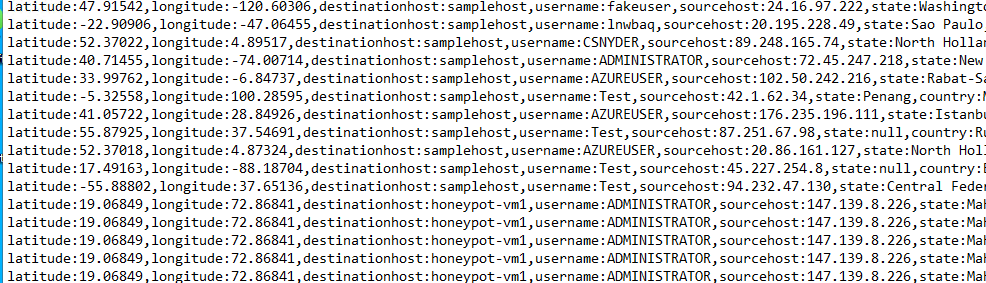 latitude:47.91542,longitude:-120.60306,destinationhost:samplehost,username:fakeuser,sourcehost:24.16.97.222,state:Washingto
latitude:-22.90906,longitude:-47.06455,destinationhost:samplehost,username:lnwbaq,sourcehost:20.195.228.49,state:Sao Paulo,
latitude:52.37022,longitude:4.89517,destinationhost:samplehost,username:CSNYDER,sourcehost:89.248.165.74,state:North Hollan
latitude:40.71455,longitude:-74.00714,destinationhost:samplehost,username:ADMINISTRATOR,sourcehost:72.45.247.218,state:New
latitude:33.99762,longitude:-6.84737,destinationhost:samplehost,username:AZUREUSER,sourcehost:102.50.242.216,state:Rabat-Sa
latitude:-5.32558,longitude:100.28595,destinationhost:samplehost,username:Test,sourcehost:42.1.62.34,state:Penang,country:M
latitude:41.05722,longitude:28.84926,destinationhost:samplehost,username:AZUREUSER,sourcehost:176.235.196.111,state:Istanbu
latitude:55.87925,longitude:37.54691,destinationhost:samplehost,username:Test,sourcehost:87.251.67.98,state:null,country:Ru
latitude:52.37018,longitude:4.87324,destinationhost:samplehost,username:AZUREUSER,sourcehost:20.86.161.127,state:North Holl
latitude:17.49163,longitude:-88.18704,destinationhost:samplehost,username:Test,sourcehost:45.227.254.8,state:null,country:B
latitude:-55.88802,longitude:37.65136,destinationhost:samplehost,username:Test,sourcehost:94.232.47.130,state:Central Feder
latitude:19.06849,longitude:72.86841,destinationhost:honeypot-vm1,username:ADMINISTRATOR,sourcehost:147.139.8.226,state:Mah
latitude:19.06849,longitude:72.86841,destinationhost:honeypot-vm1,username:ADMINISTRATOR,sourcehost:147.139.8.226,state:Mah
latitude:19.06849,longitude:72.86841,destinationhost:honeypot-vm1,username:ADMINISTRATOR,sourcehost:147.139.8.226,state:Mah
latitude:19.06849,longitude:72.86841,destinationhost:honeypot-vm1,username:ADMINISTRATOR,sourcehost:147.139.8.226,state:Mah
latitude:19.06849,longitude:72.86841,destinationhost:honeypot-vm1,username:ADMINISTRATOR,sourcehost:147.139.8.226,state:Mah